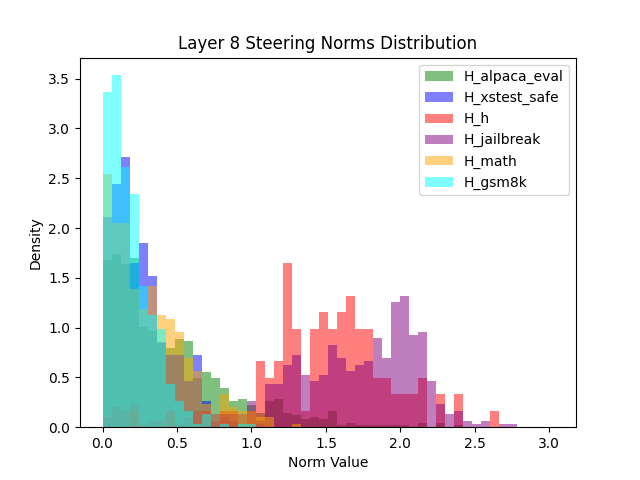 Layer 8 Steering Norms Distribution
H_alpaca_eval
H_xstest_safe
H_h
H_jailbreak
H_math
H_gsm8k
3.5
3.0
2.5
2.0
1.5
1.0
0.5
0.0
Density
0.0 0.5 1.0 1.5 2.0 2.5 3.0
Norm Value